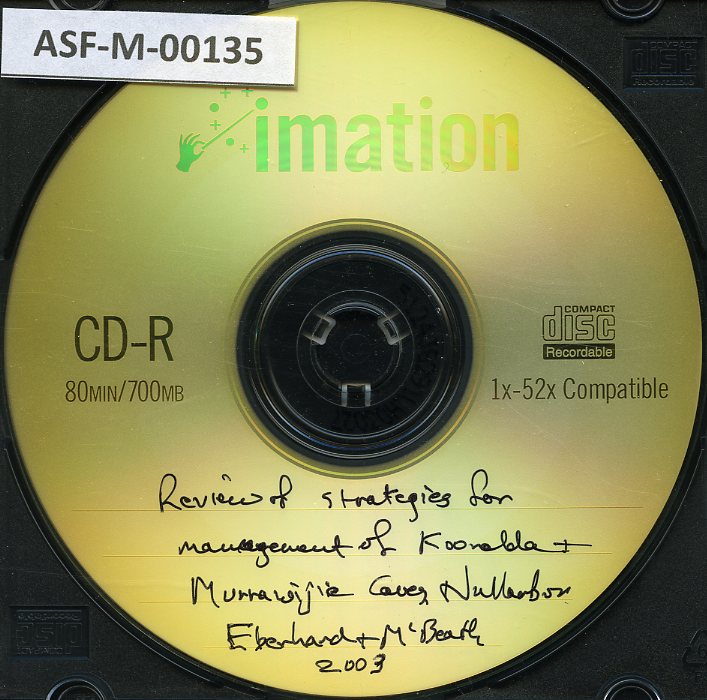 ASF-M-00135
imation
COMPACT
disc
Recordable
CD-R
80MIN/700MB
1x-52x Compatible
Review of strategies for
management of Koonalda +
Murrawijie Caves Nullarbor
Eberhard + McBeath
2003